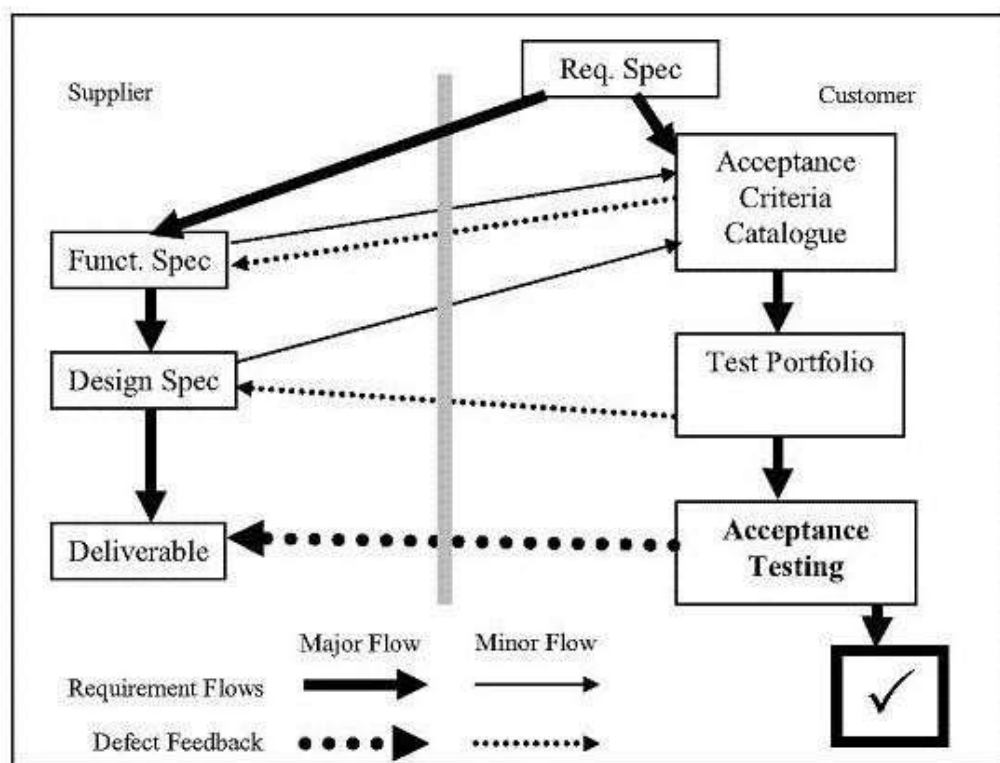 Req. Spec
Supplier
Customer
Acceptance
Criteria
Catalogue
Funct. Spec
Test Portfolio
Design Spec
Acceptance
Testing
Deliverable
Major Flow
Minor Flow
Requirement Flows
Defect Feedback